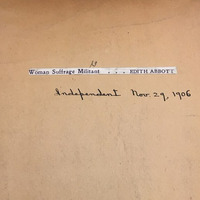 Woman Suffrage Militant . . . EDITH ABBOTT
Independent Nov. 29, 1906